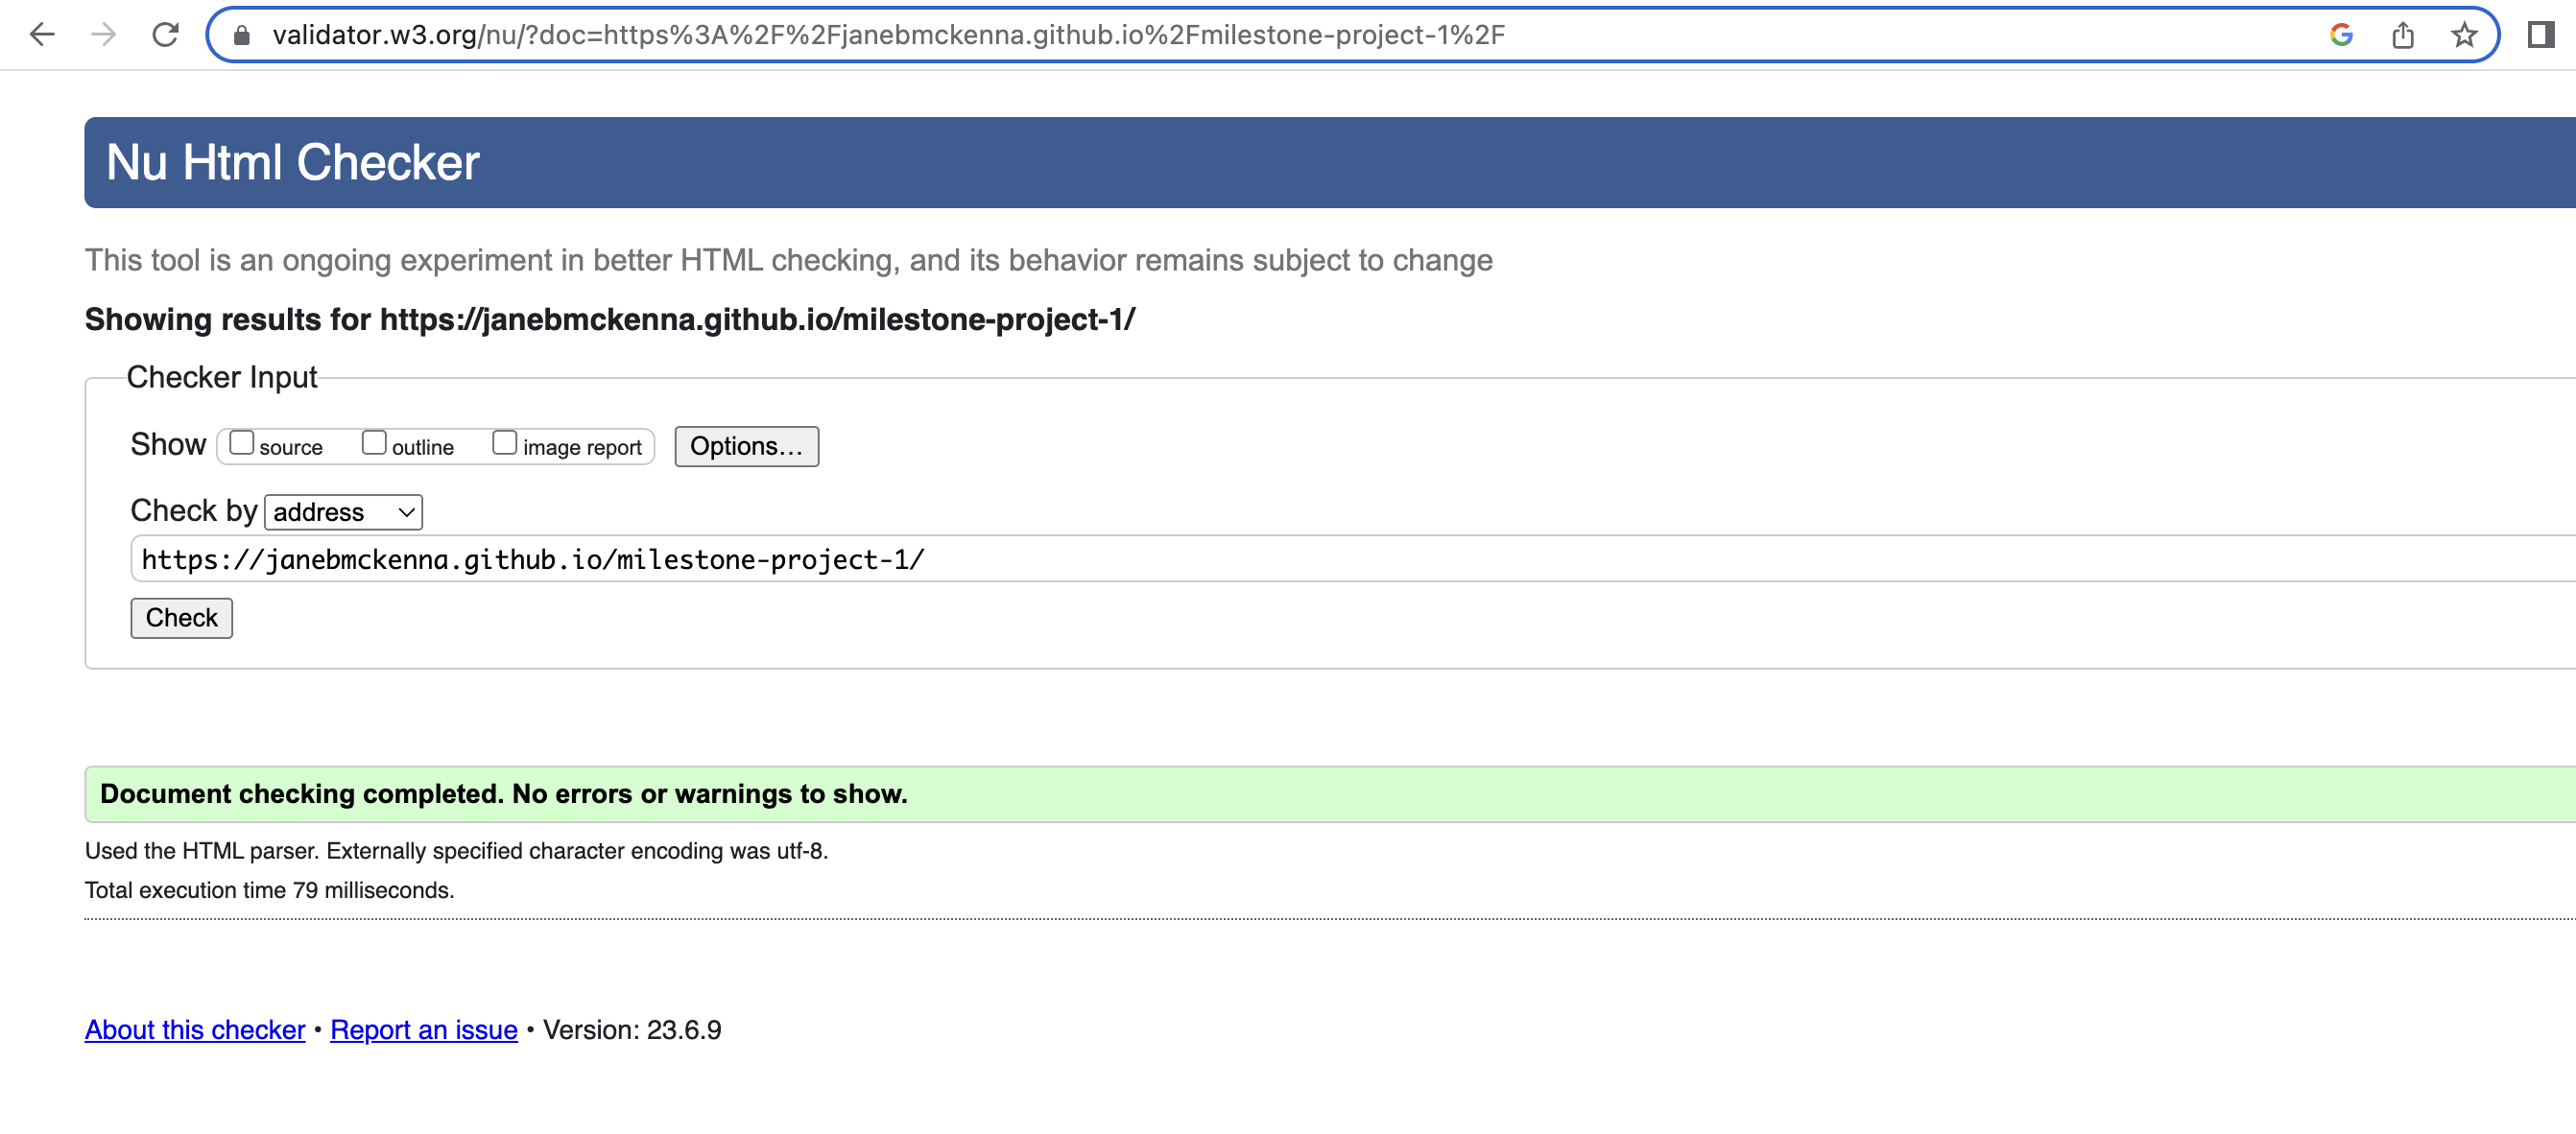 validator.w3.org/nu/?doc=https%3A%2F%2Fjanebmckenna.github.io%2Fmilestone-project-1%2F
Nu Html Checker
This tool is an ongoing experiment in better HTML checking, and its behavior remains subject to change
Showing results for https://janebmckenna.github.io/milestone-project-1/
Checker Input
Show source outline image report Options...
Check by address
https://janebmckenna.github.io/milestone-project-1/
Check
Document checking completed. No errors or warnings to show.
Used the HTML parser. Externally specified character encoding was utf-8.
Total execution time 79 milliseconds.
About this checker • Report an issue • Version: 23.6.9